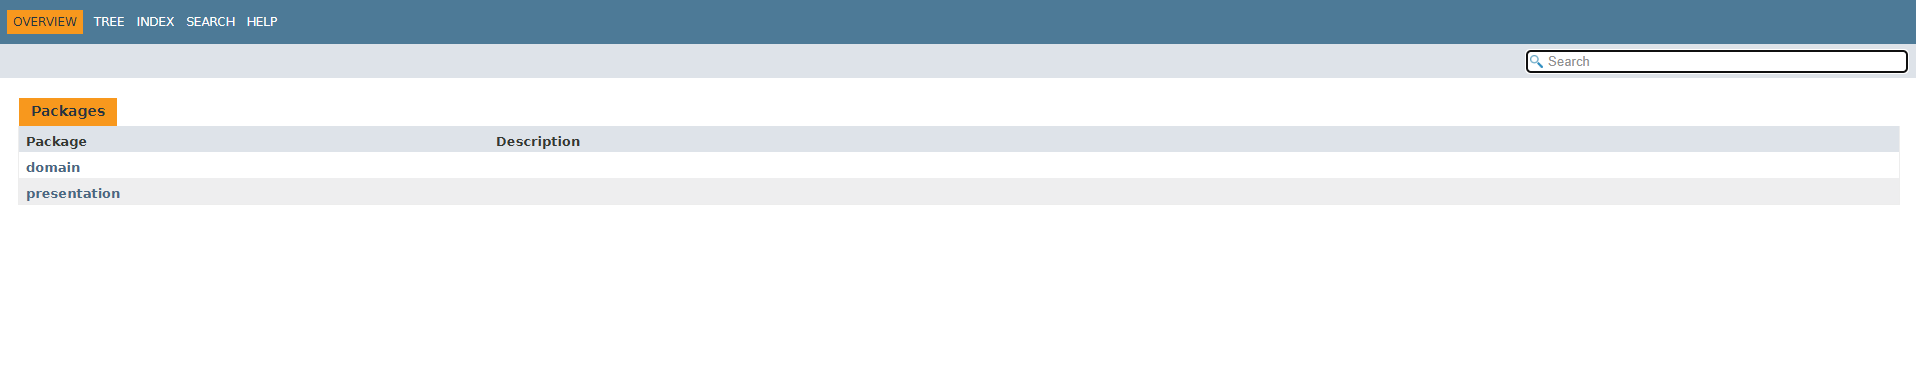 OVERVIEW TREE INDEX SEARCH HELP
Search
Packages
Package Description
domain
presentation